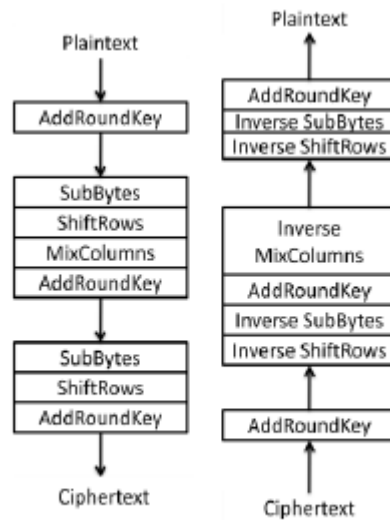 Plaintext
AddRoundKey
SubBytes
ShiftRows
MixColumns
AddRoundKey
SubBytes
ShiftRows
AddRoundKey
Ciphertext
Plaintext
AddRoundKey
Inverse SubBytes
Inverse ShiftRows
Inverse
MixColumns
AddRoundKey
Inverse SubBytes
Inverse ShiftRows
AddRoundKey
Ciphertext